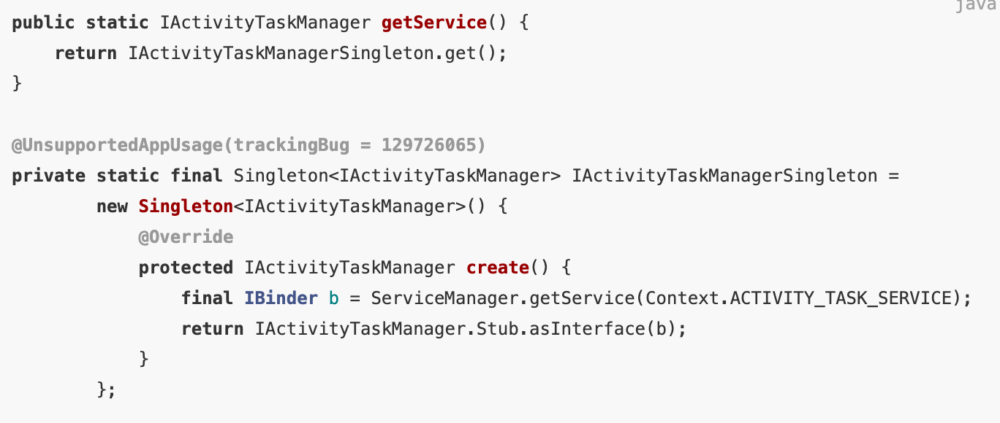 java
public static IActivityTaskManager getService() {
    return IActivityTaskManagerSingleton.get();
}

@UnsupportedAppUsage(trackingBug = 129726065)
private static final Singleton<IActivityTaskManager> IActivityTaskManagerSingleton =
        new Singleton<IActivityTaskManager>() {
            @Override
            protected IActivityTaskManager create() {
                final IBinder b = ServiceManager.getService(Context.ACTIVITY_TASK_SERVICE);
                return IActivityTaskManager.Stub.asInterface(b);
            }
        };